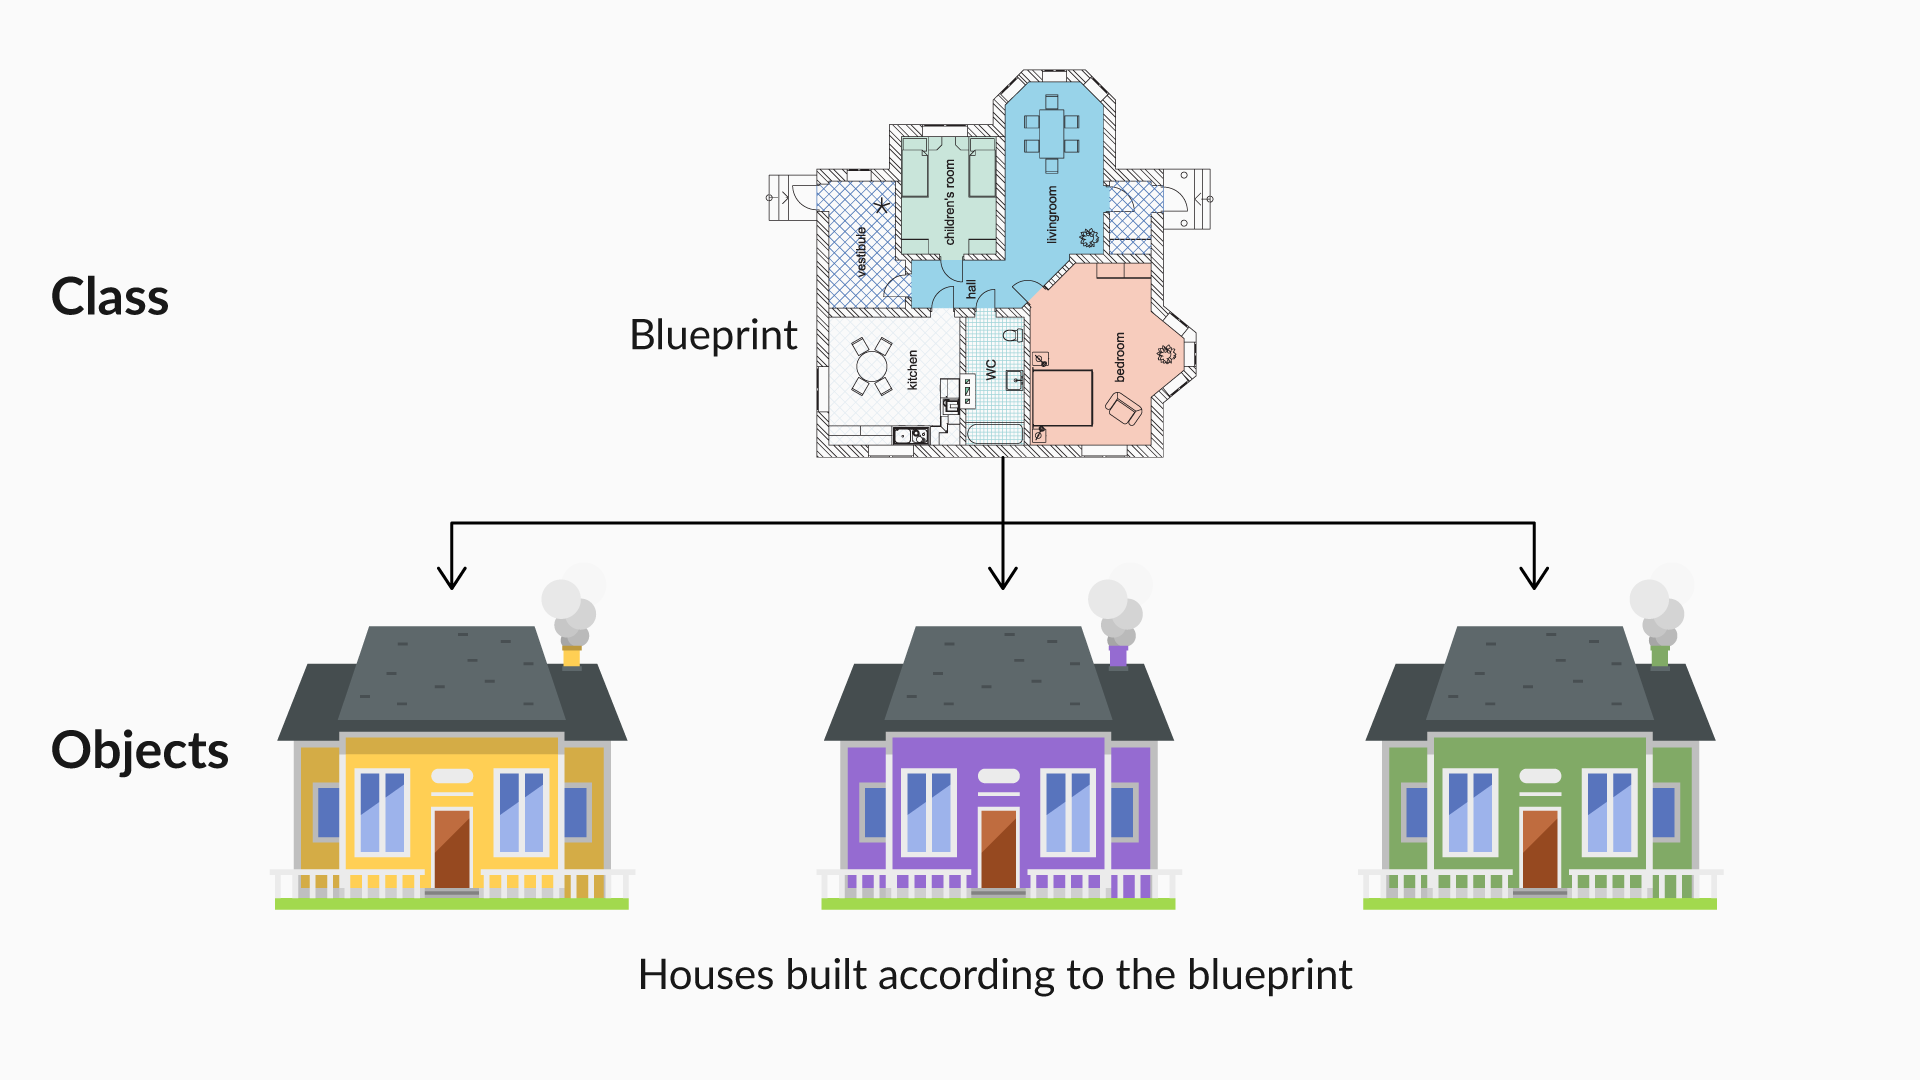 children's room
livingroom
vestibule
Class
hall
Blueprint
kitchen
WC
bedroom
Objects
Houses built according to the blueprint